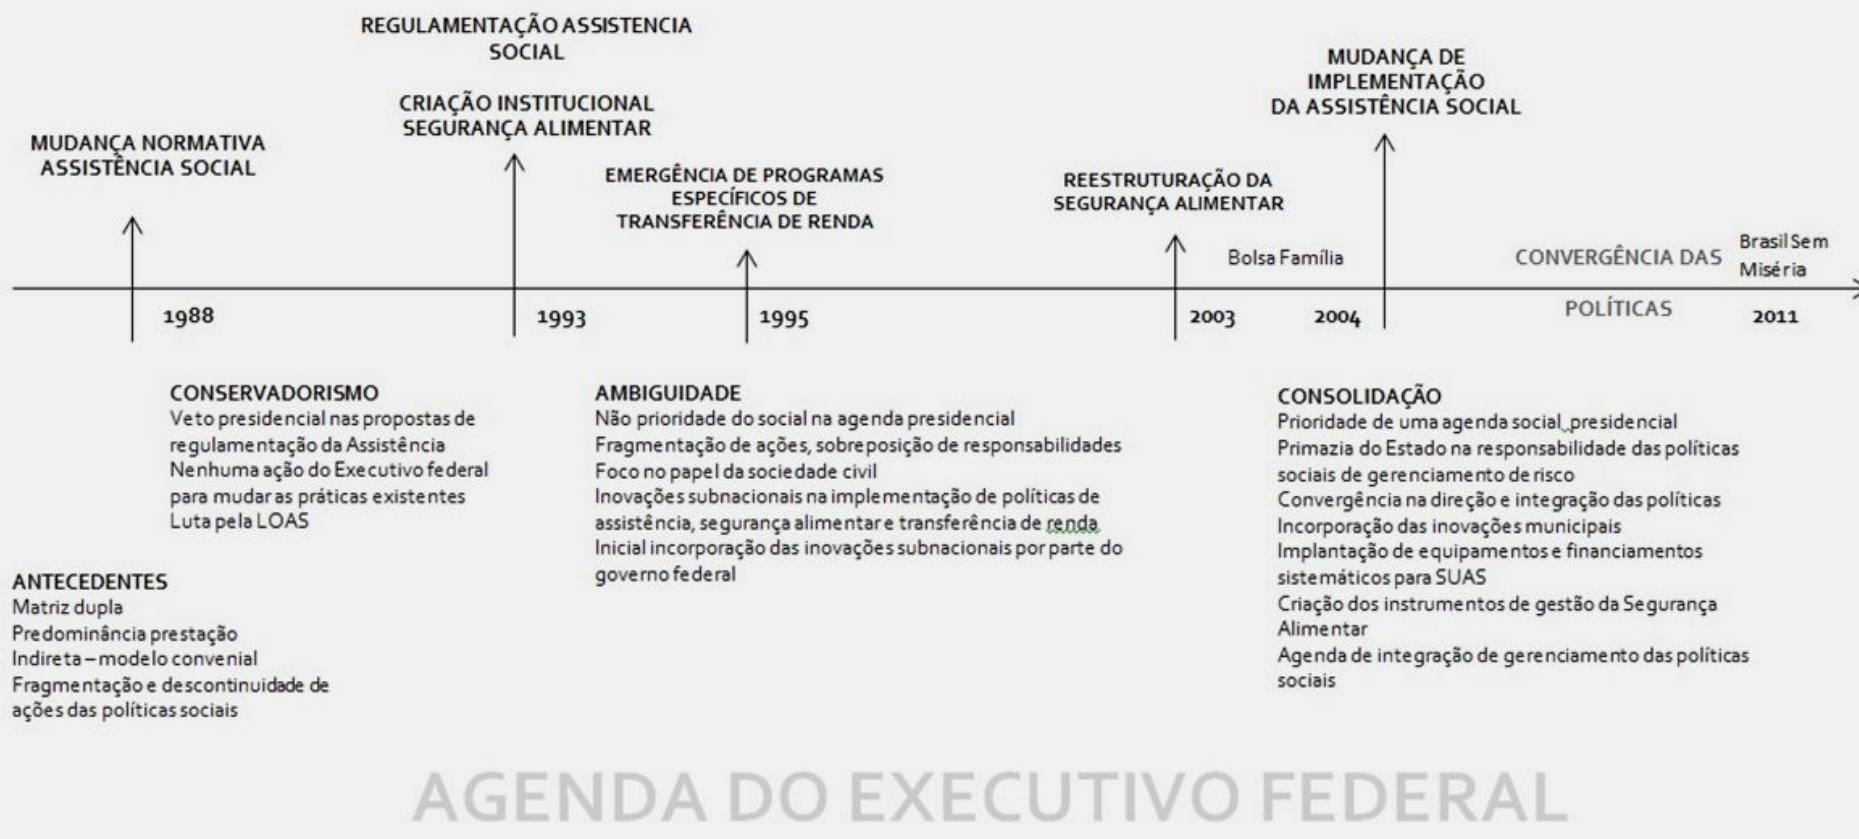 REGULAMENTAÇÃO ASSISTENCIA
SOCIAL
CRIAÇÃO INSTITUCIONAL
SEGURANÇA ALIMENTAR
MUDANÇA DE
IMPLEMENTAÇÃO
DA ASSISTÊNCIA SOCIAL
MUDANÇA NORMATIVA
ASSISTÊNCIA SOCIAL
EMERGÊNCIA DE PROGRAMAS
ESPECÍFICOS DE
TRANSFERÊNCIA DE RENDA
REESTRUTURAÇÃO DA
SEGURANÇA ALIMENTAR
Bolsa Família
CONVERGÊNCIA DAS
POLÍTICAS
Brasil Sem
Miséria
1988
1993
1995
2003
2004
2011
CONSERVADORISMO
Veto presidencial nas propostas de
regulamentação da Assistência
Nenhuma ação do Executivo federal
para mudar as práticas existentes
Luta pela LOAS
ANTECEDENTES
Matriz dupla
Predominância prestação
Indireta – modelo convenial
Fragmentação e descontinuidade de
ações das políticas sociais
AMBIGUIDADE
Não prioridade do social na agenda presidencial
Fragmentação de ações, sobreposição de responsabilidades
Foco no papel da sociedade civil
Inovações subnacionais na implementação de políticas de
assistência, segurança alimentar e transferência de renda
Inicial incorporação das inovações subnacionais por parte do
governo federal
CONSOLIDAÇÃO
Prioridade de uma agenda social, presidencial
Primazia do Estado na responsabilidade das políticas
sociais de gerenciamento de risco
Convergência na direção e integração das políticas
Incorporação das inovações municipais
Implantação de equipamentos e financiamentos
sistemáticos para SUAS
Criação dos instrumentos de gestão da Segurança
Alimentar
Agenda de integração de gerenciamento das políticas
sociais
AGENDA DO EXECUTIVO FEDERAL